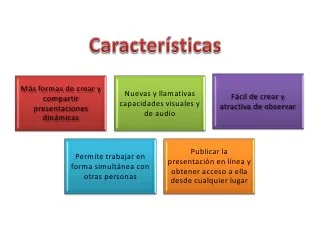 Características
Más formas de crear y
compartir
presentaciones
dinámicas
Nuevas y llamativas
capacidades visuales y
de audio
Fácil de crear y
atractiva de observar
Permite trabajar en
forma simultánea con
otras personas
Publicar la
presentación en línea y
obtener acceso a ella
desde cualquier lugar